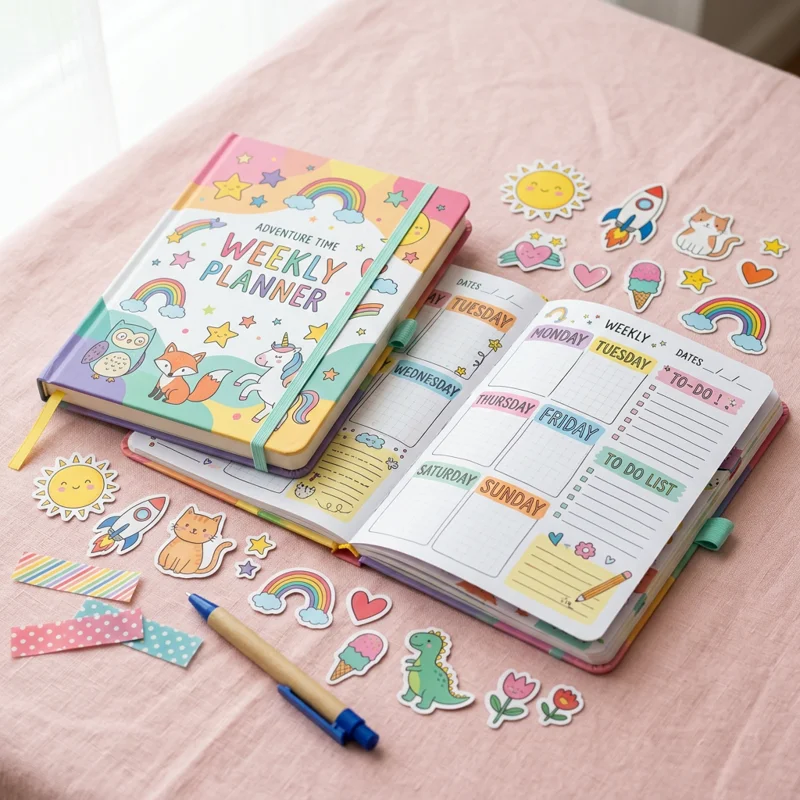 ADVENTURE TIME
WEEKLY
PLANNER
DATES / /
TUESDAY
WEDNESDAY
WEEKLY
DATES / /
MONDAY
TUESDAY
TO-DO!
THURSDAY
FRIDAY
TO DO LIST
SATURDAY
SUNDAY